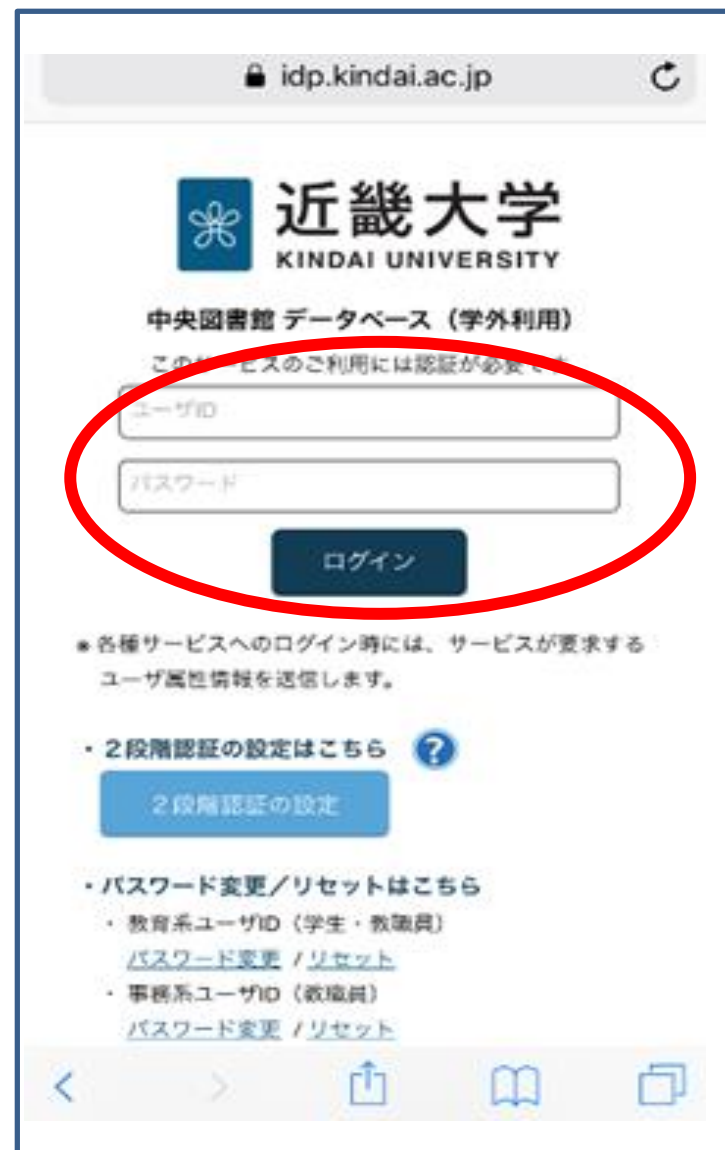 idp.kindai.ac.jp
近畿大学
KINDAI UNIVERSITY
中央図書館 データベース（学外利用）
このサービスのご利用には認証が必要です
ユーザID
パスワード
ログイン
※各種サービスへのログイン時には、サービスが要求する
ユーザ属性情報を送信します。
・２段階認証の設定はこちら ?
２段階認証の設定
・パスワード変更／リセットはこちら
・ 教育系ユーザID（学生・教職員）
パスワード変更 / リセット
・ 事務系ユーザID（教職員）
パスワード変更 / リセット